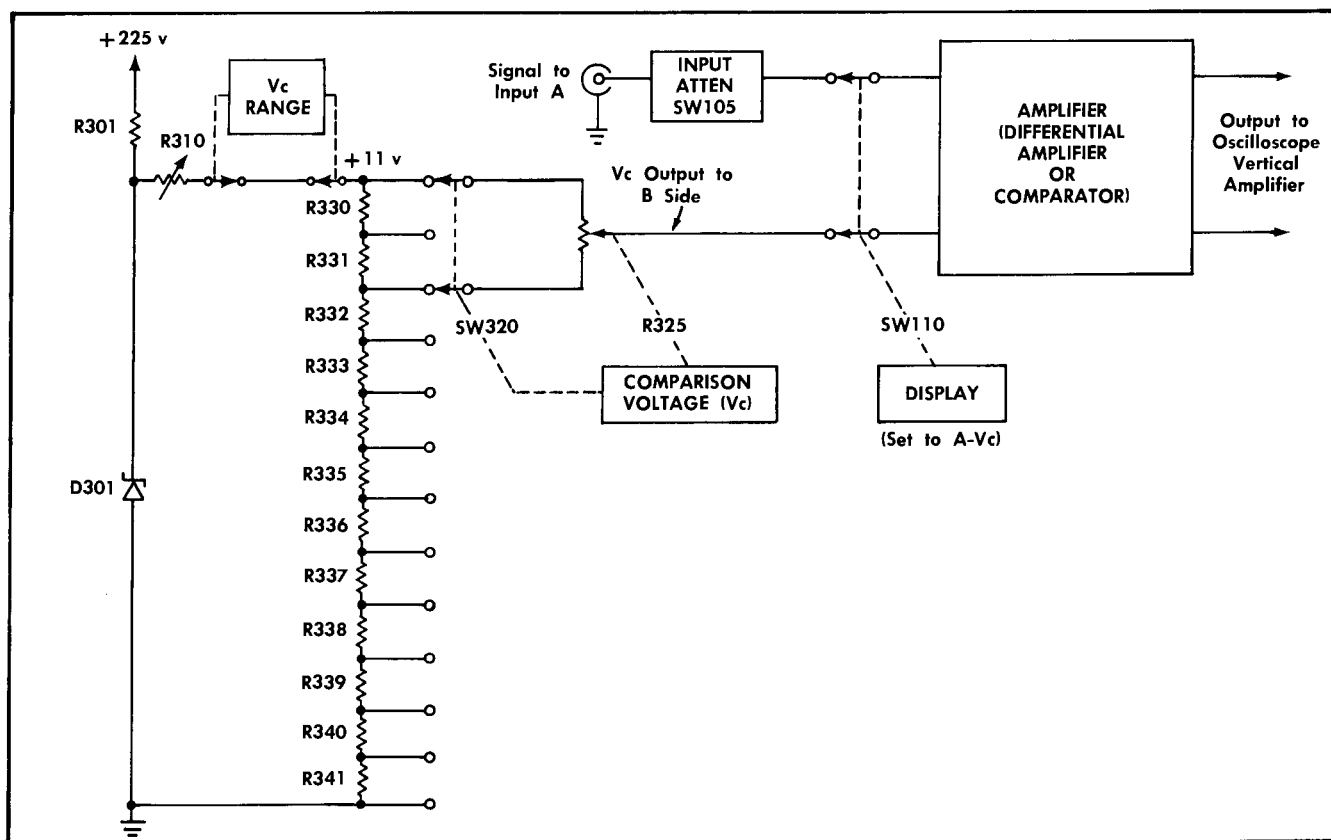 +225 v
R301
R310
Vc
RANGE
+11 v
Signal to
Input A
INPUT
ATTEN
SW105
AMPLIFIER
(DIFFERENTIAL
AMPLIFIER
OR
COMPARATOR)
Output to
Oscilloscope
Vertical
Amplifier
Vc Output to
B Side
R330
R331
R332
R333
R334
R335
R336
R337
R338
R339
R340
R341
SW320
R325
SW110
COMPARISON
VOLTAGE (Vc)
DISPLAY
(Set to A-Vc)
D301